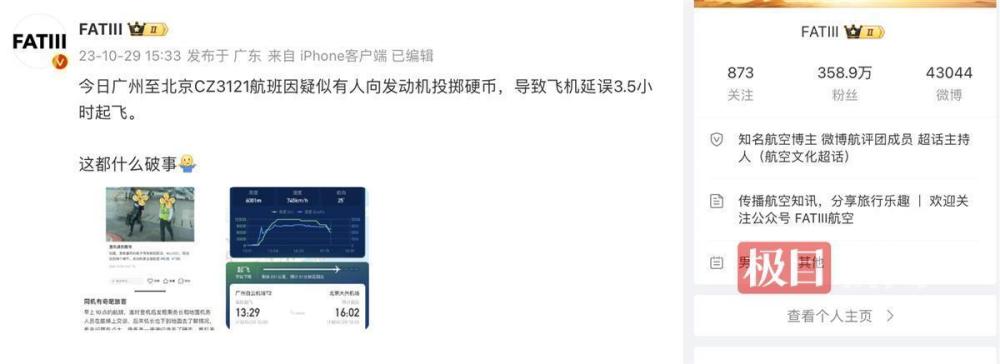 FATIII
FATIII II
23-10-29 15:33 发布于 广东 来自 iPhone客户端 已编辑
今日广州至北京CZ3121航班因疑似有人向发动机投掷硬币，导致飞机延误3.5小
时起飞。
这都什么破事
同机有奇葩旅客
6001m
745km/h
25°
起飞
广州白云机场T2
北京大兴机场
13:29
16:02
FATIII II
873
358.9万
43044
关注
粉丝
微博
知名航空博主 微博航评团成员 超话主持
人（航空文化超话）
传播航空知讯，分享旅行乐趣 | 欢迎关
注公众号 FATIII航空
男
其他
极目
查看个人主页